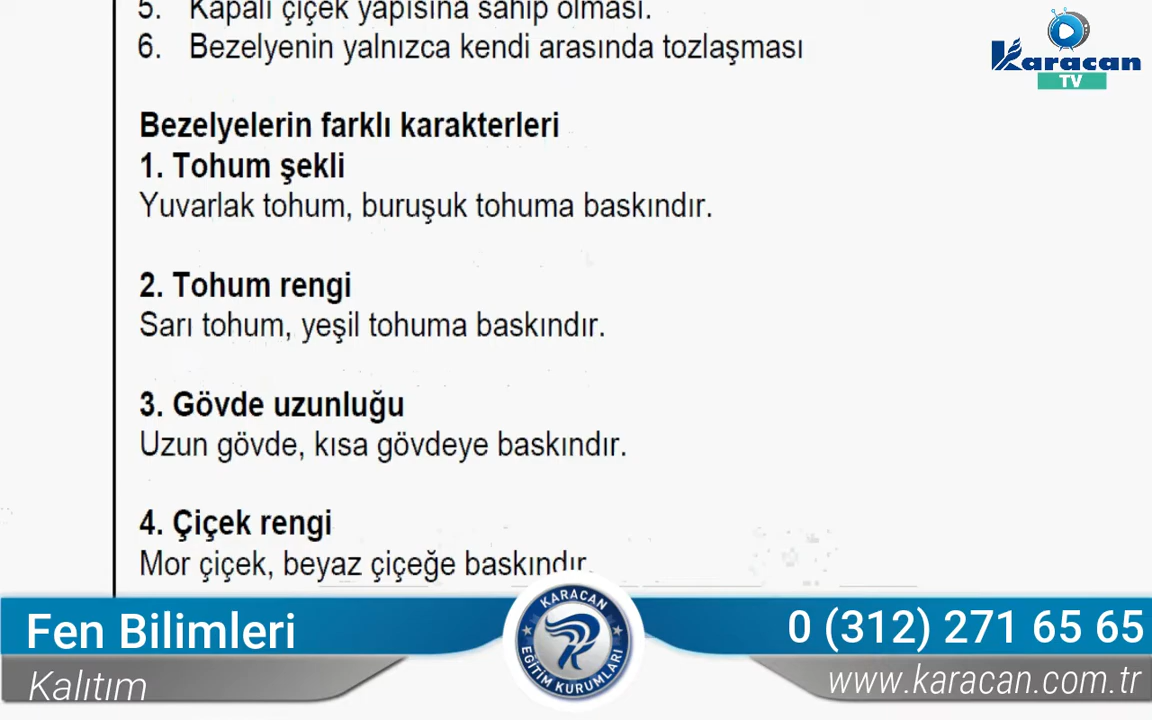 5. Kapalı çiçek yapısına sahip olması.
6. Bezelyenin yalnızca kendi arasında tozlaşması
Karacan
TV
Bezelyelerin farklı karakterleri
1. Tohum şekli
Yuvarlak tohum, buruşuk tohuma baskındır.
2. Tohum rengi
Sarı tohum, yeşil tohuma baskındır.
3. Gövde uzunluğu
Uzun gövde, kısa gövdeye baskındır.
4. Çiçek rengi
Mor çiçek, beyaz çiçeğe baskındır.
Fen Bilimleri
Kalıtım
KARACAN
EĞİTİM KURUMLARI
0 (312) 271 65 65
www.karacan.com.tr